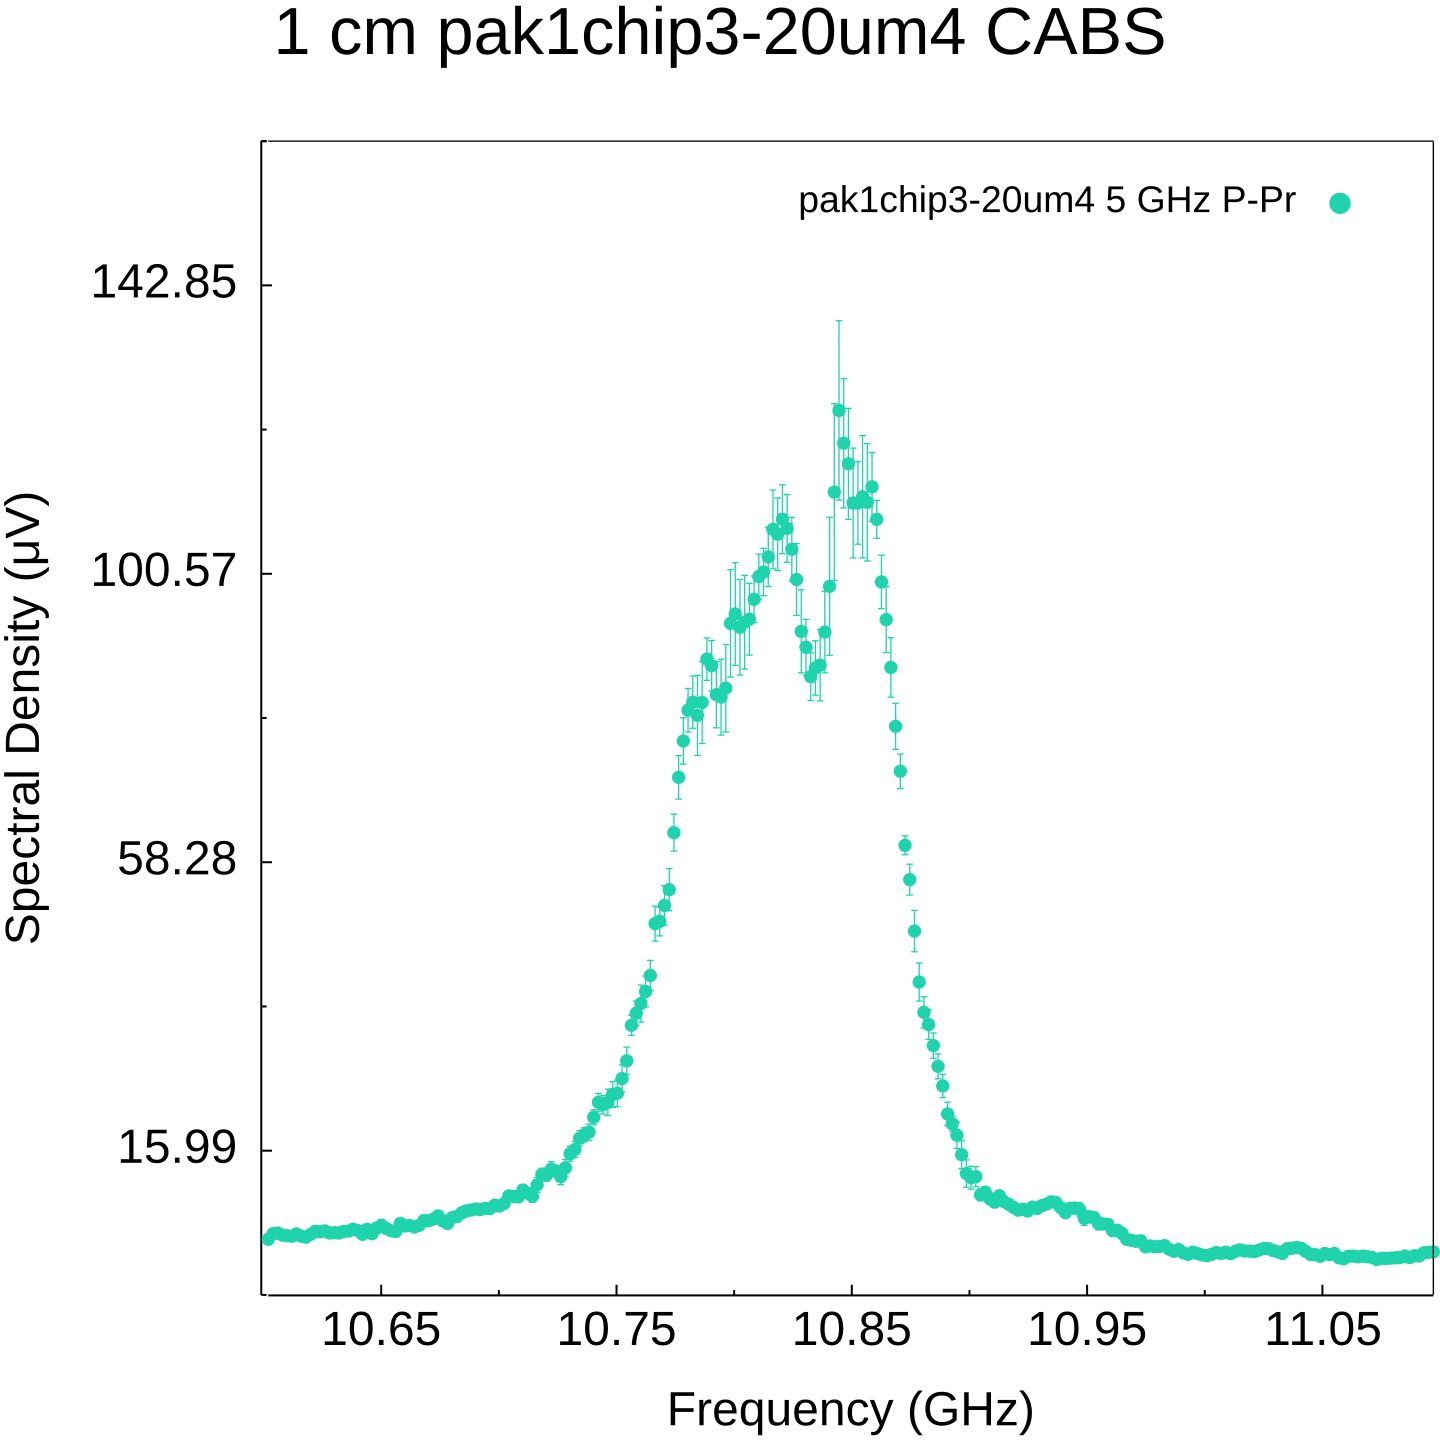 1 cm pak1chip3-20um4 CABS
pak1chip3-20um4 5 GHz P-Pr
142.85
100.57
58.28
15.99
Spectral Density (μV)
10.65 10.75 10.85 10.95 11.05
Frequency (GHz)